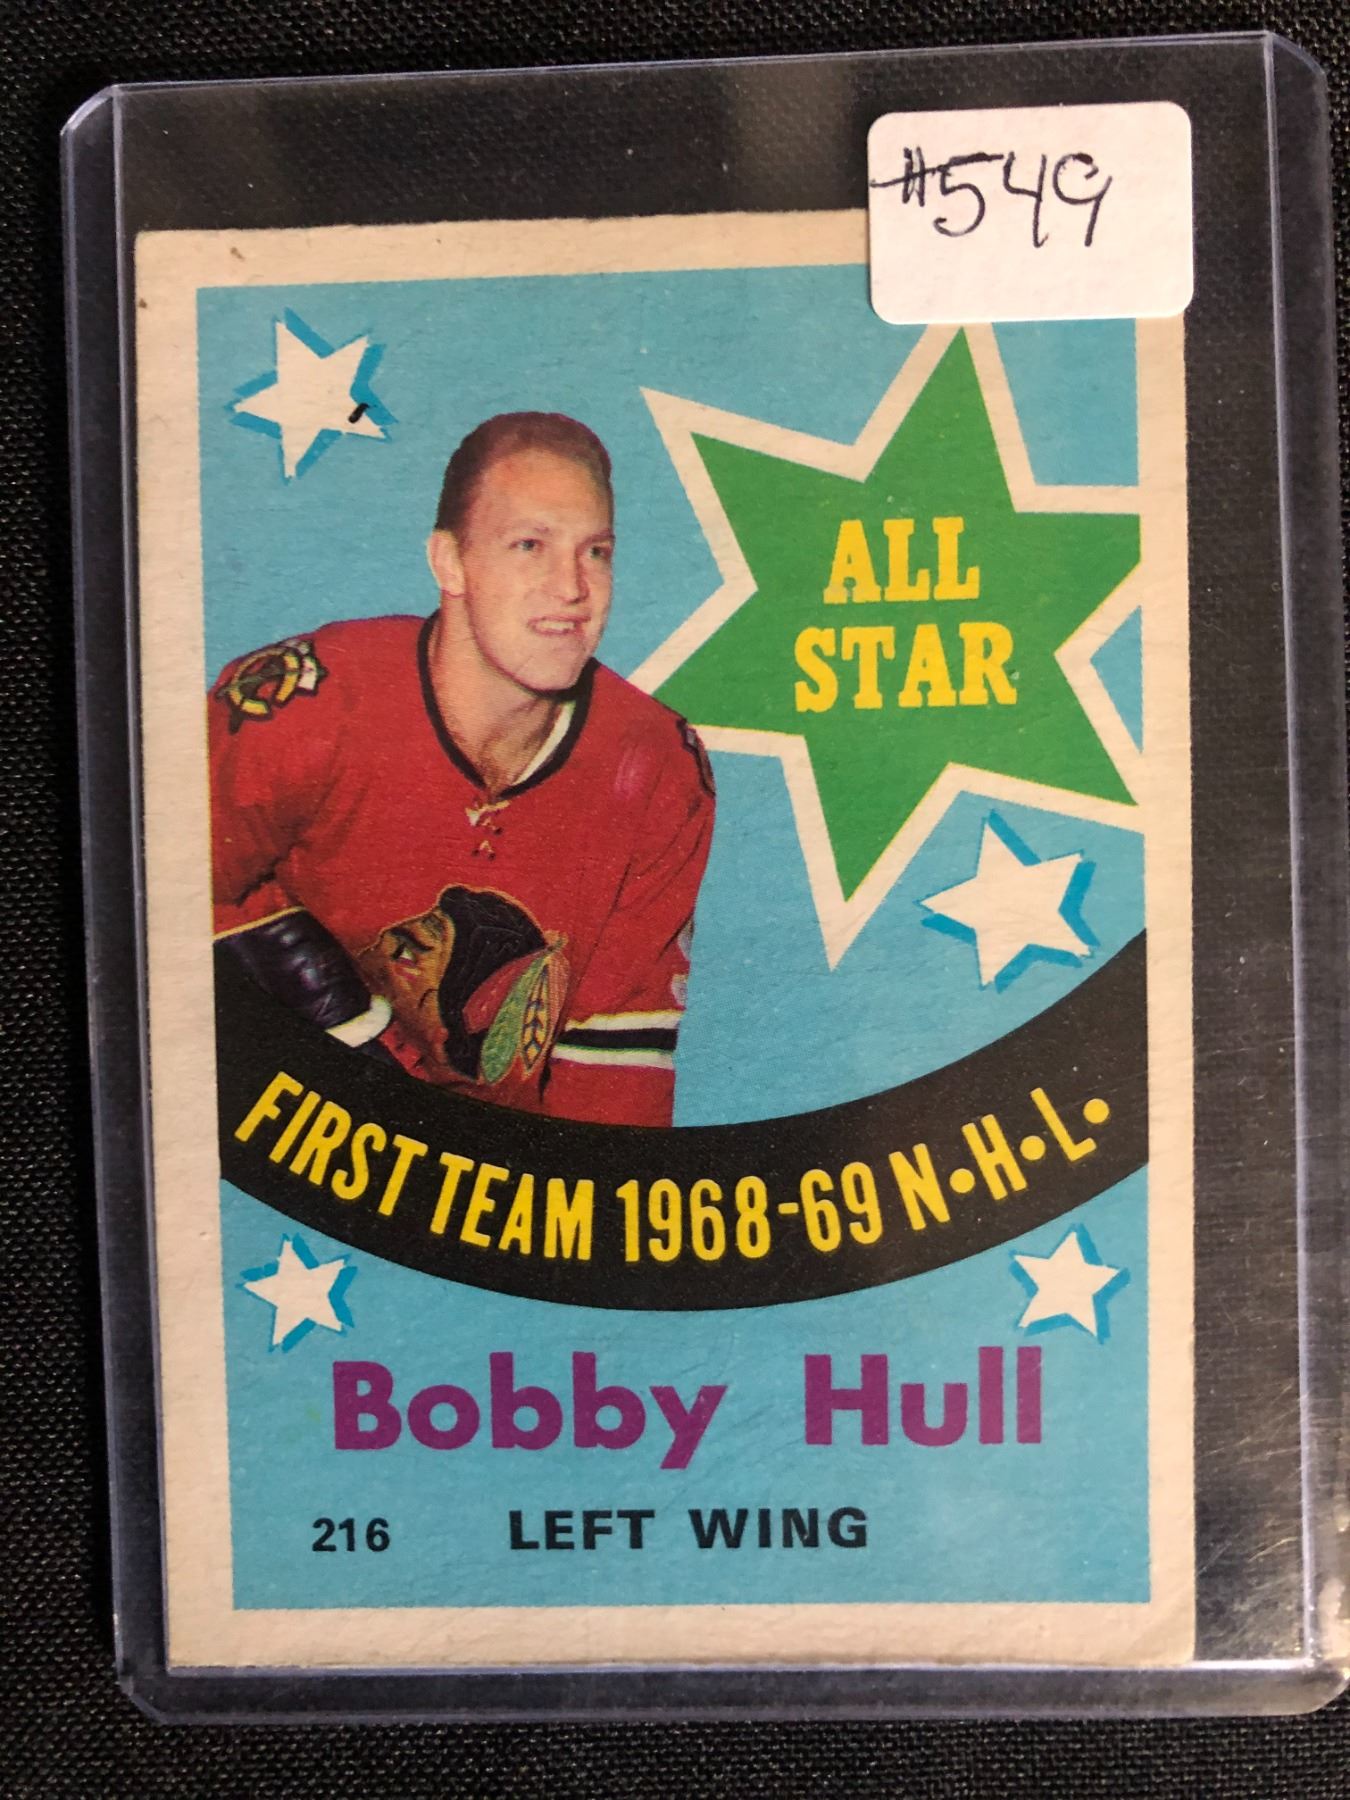 #549
ALL
STAR
FIRST TEAM 1968-69 N.H.L.
Bobby Hull
216 LEFT WING